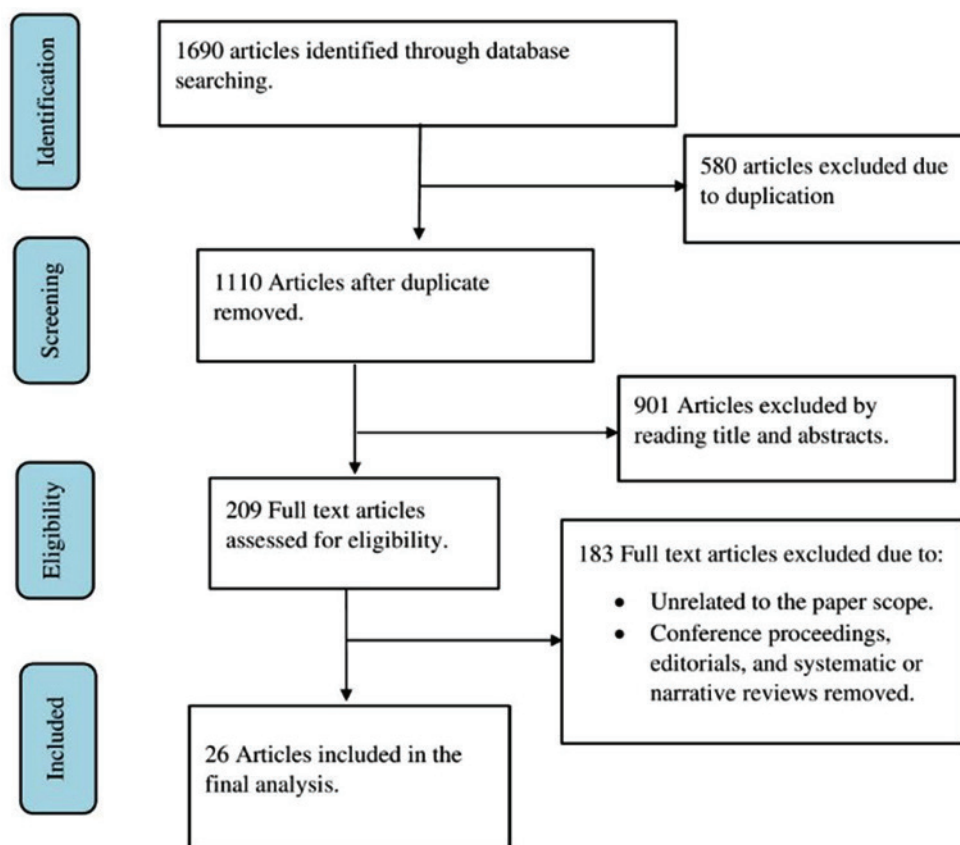 Identification
1690 articles identified through database
searching.
580 articles excluded due
to duplication
Screening
1110 Articles after duplicate
removed.
901 Articles excluded by
reading title and abstracts.
Eligibility
209 Full text articles
assessed for eligibility.
183 Full text articles excluded due to:
• Unrelated to the paper scope.
• Conference proceedings,
editorials, and systematic or
narrative reviews removed.
Included
26 Articles included in the
final analysis.